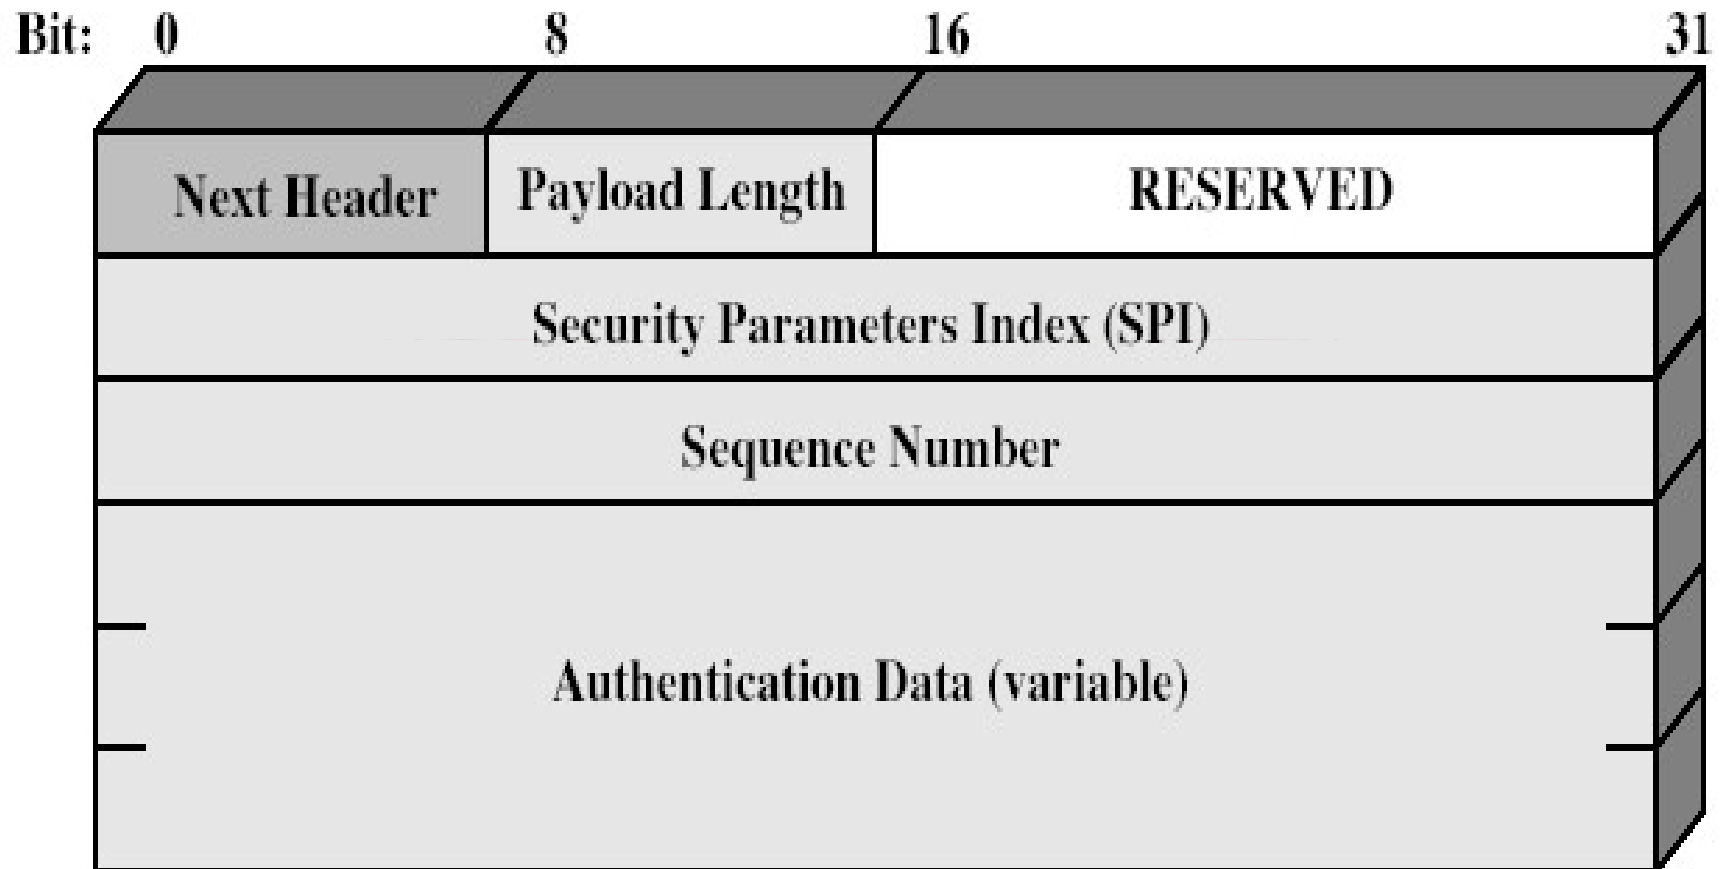 Bit: 0 8 16 31
Next Header Payload Length RESERVED
Security Parameters Index (SPI)
Sequence Number
Authentication Data (variable)